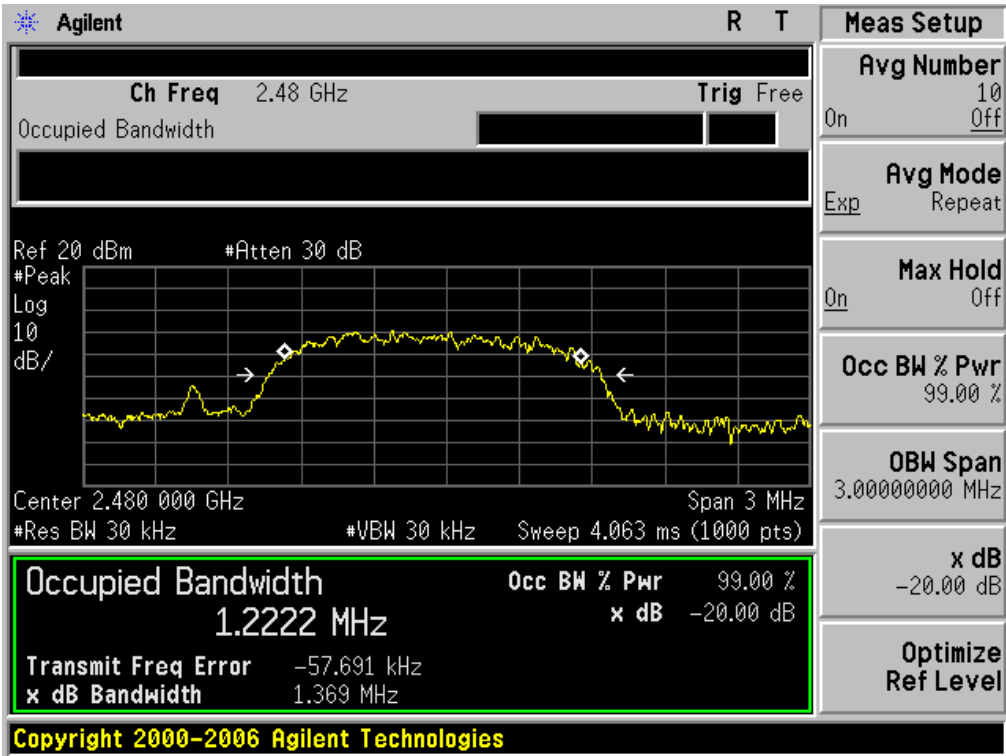 Agilent R T
Ch Freq 2.48 GHz Trig Free
Occupied Bandwidth
Ref 20 dBm #Atten 30 dB
#Peak
Log
10
dB/
Center 2.480 000 GHz Span 3 MHz
#Res BW 30 kHz #VBW 30 kHz Sweep 4.063 ms (1000 pts)
Occupied Bandwidth Occ BW % Pwr 99.00 %
1.2222 MHz x dB -20.00 dB
Transmit Freq Error -57.691 kHz
x dB Bandwidth 1.369 MHz
Copyright 2000-2006 Agilent Technologies
Meas Setup
Avg Number
10
On Off
Avg Mode
Exp Repeat
Max Hold
On Off
Occ BW % Pwr
99.00 %
OBW Span
3.00000000 MHz
x dB
-20.00 dB
Optimize
Ref Level